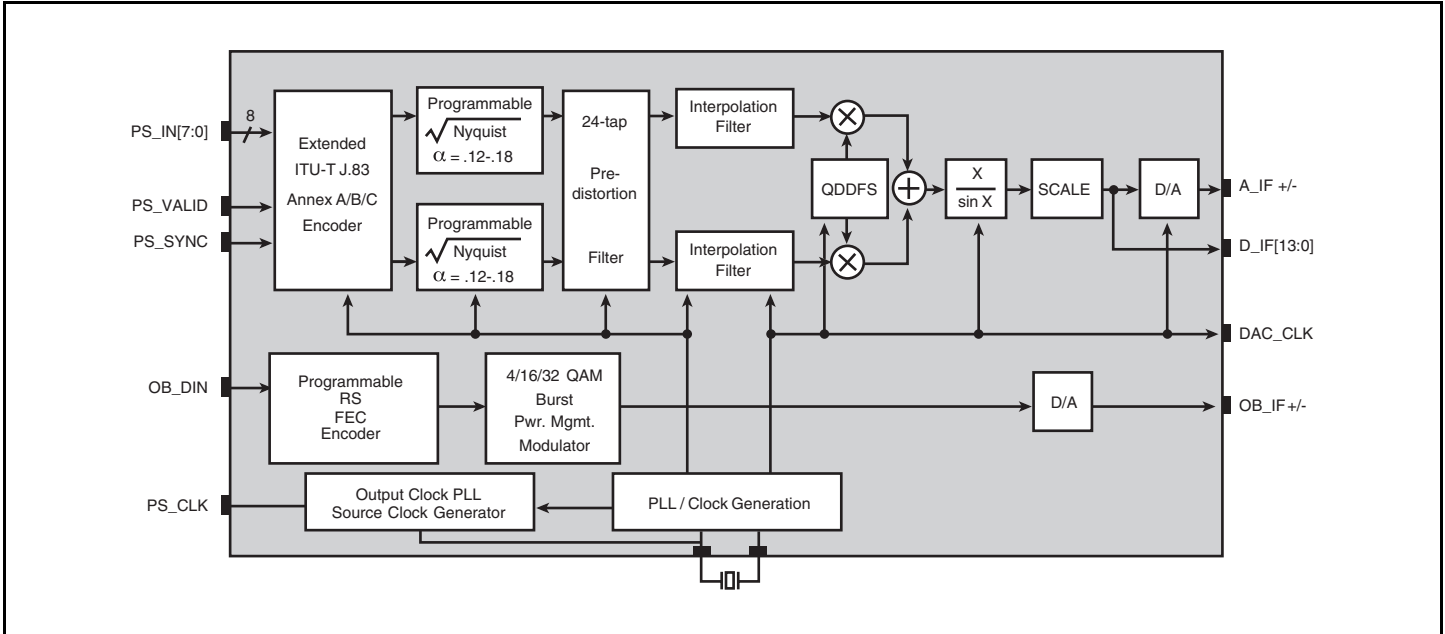 PS_IN[7:0]
8
PS_VALID
PS_SYNC
Extended
ITU-T J.83
Annex A/B/C
Encoder
Programmable
√Nyquist
α = .12-.18
Programmable
√Nyquist
α = .12-.18
24-tap
Pre-
distortion
Filter
Interpolation
Filter
Interpolation
Filter
QDDFS
X
sin X
SCALE
D/A
A_IF +/-
D_IF[13:0]
DAC_CLK
OB_DIN
Programmable
RS
FEC
Encoder
4/16/32 QAM
Burst
Pwr. Mgmt.
Modulator
D/A
OB_IF+/-
PS_CLK
Output Clock PLL
Source Clock Generator
PLL / Clock Generation